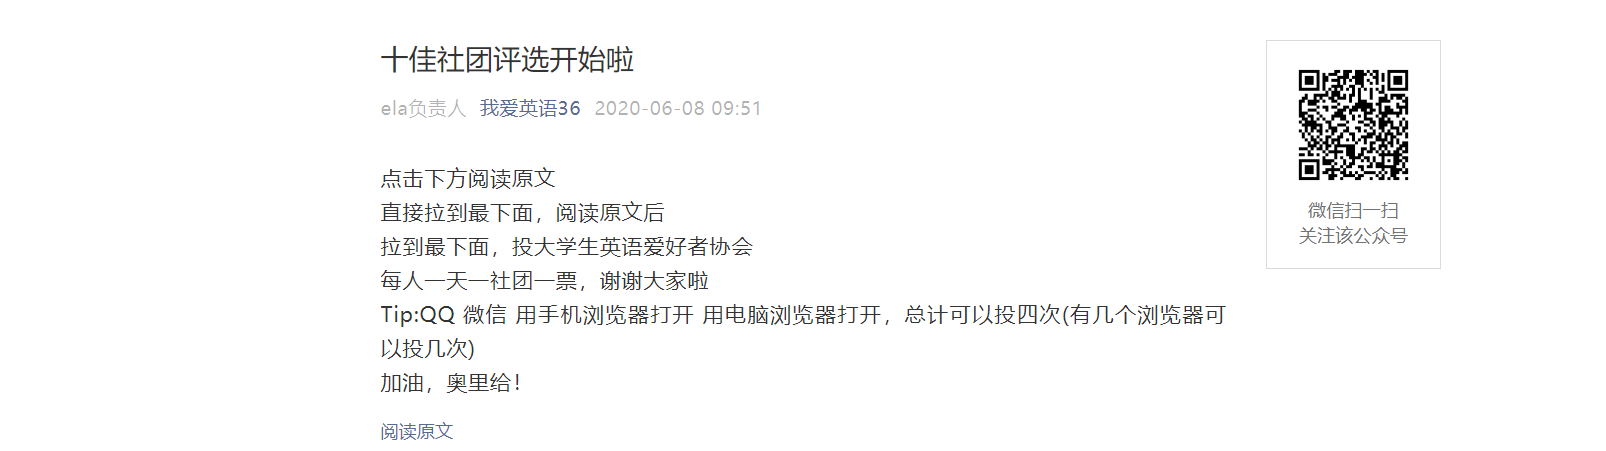 十佳社团评选开始啦
ela负责人 我爱英语36 2020-06-08 09:51
点击下方阅读原文
直接拉到最下面，阅读原文后
拉到最下面，投大学生英语爱好者协会
每人一天一社团一票，谢谢大家啦
Tip:QQ 微信 用手机浏览器打开 用电脑浏览器打开，总计可以投四次(有几个浏览器可
以投几次)
加油，奥里给！
阅读原文
微信扫一扫
关注该公众号